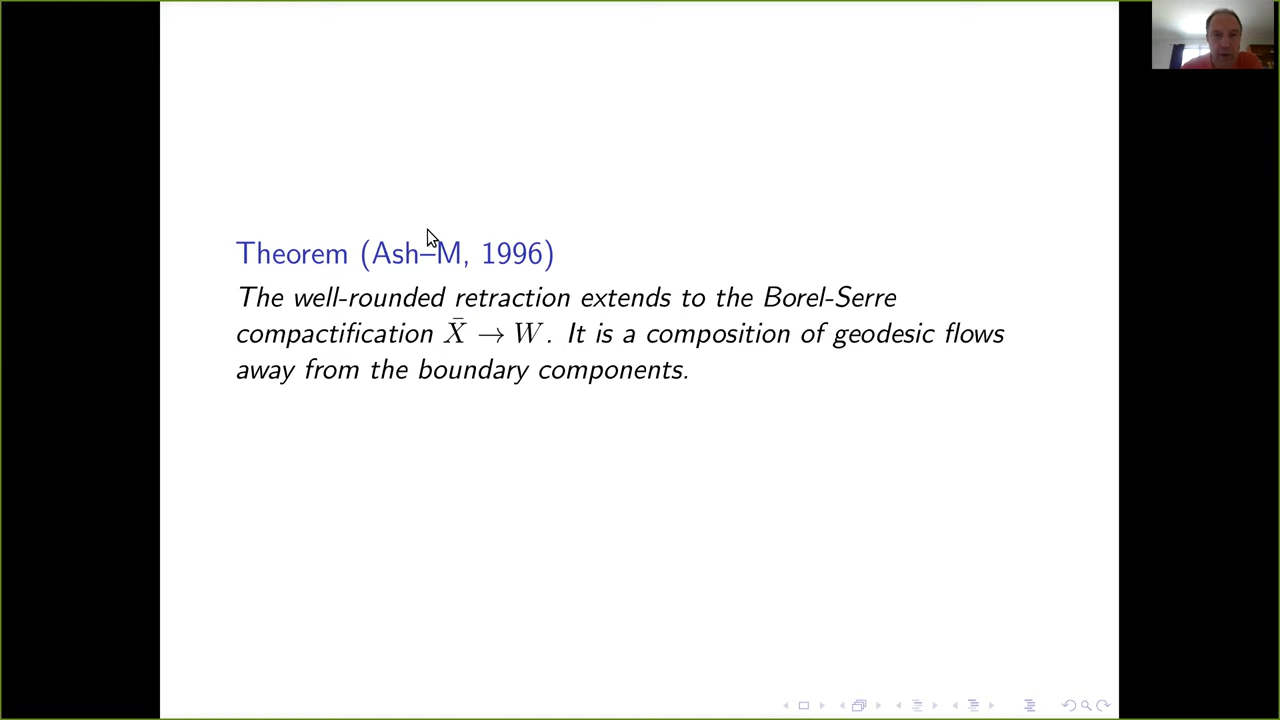 Theorem (Ash–M, 1996)
The well-rounded retraction extends to the Borel-Serre
compactification X̄ → W. It is a composition of geodesic flows
away from the boundary components.